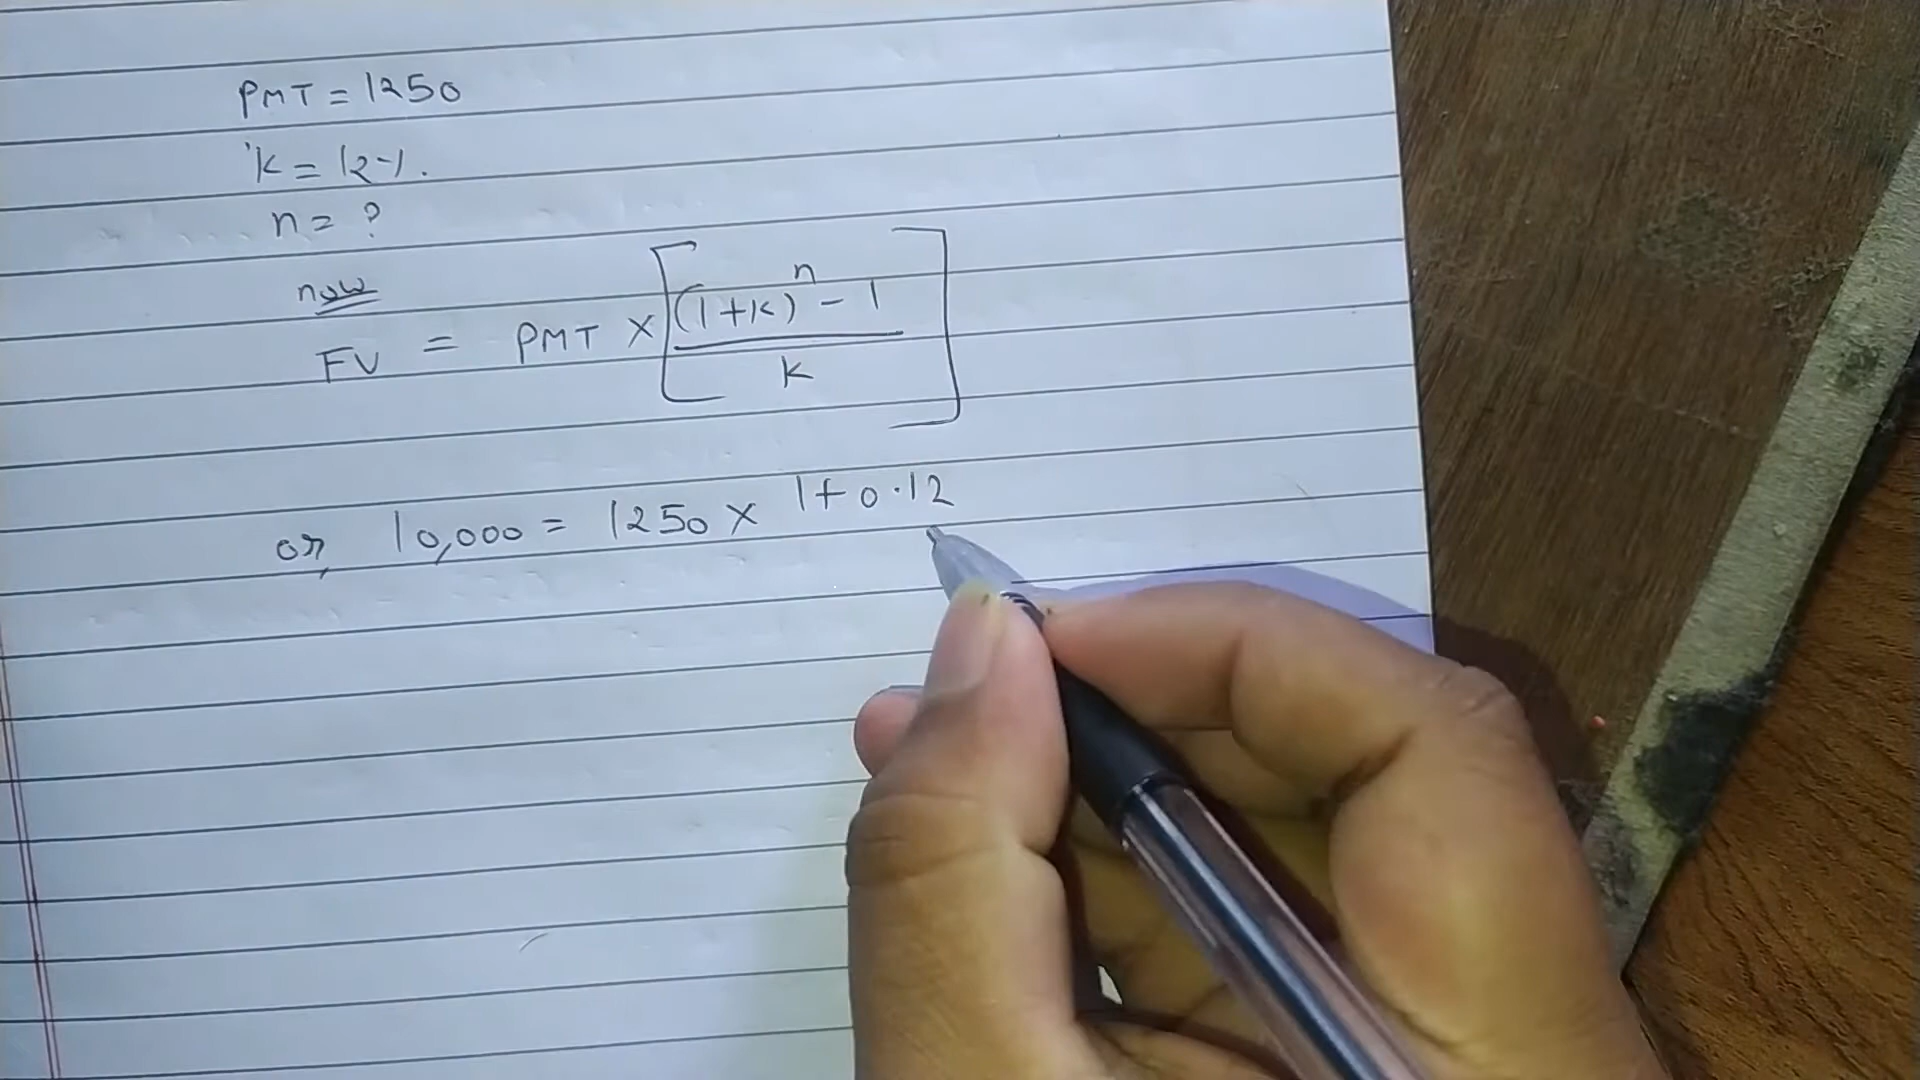 PMT = 1250
k = 12%.
n = ?
now
FV = PMT × [(1+k)^n - 1 / k]
or, 10,000 = 1250 × 1+0.12